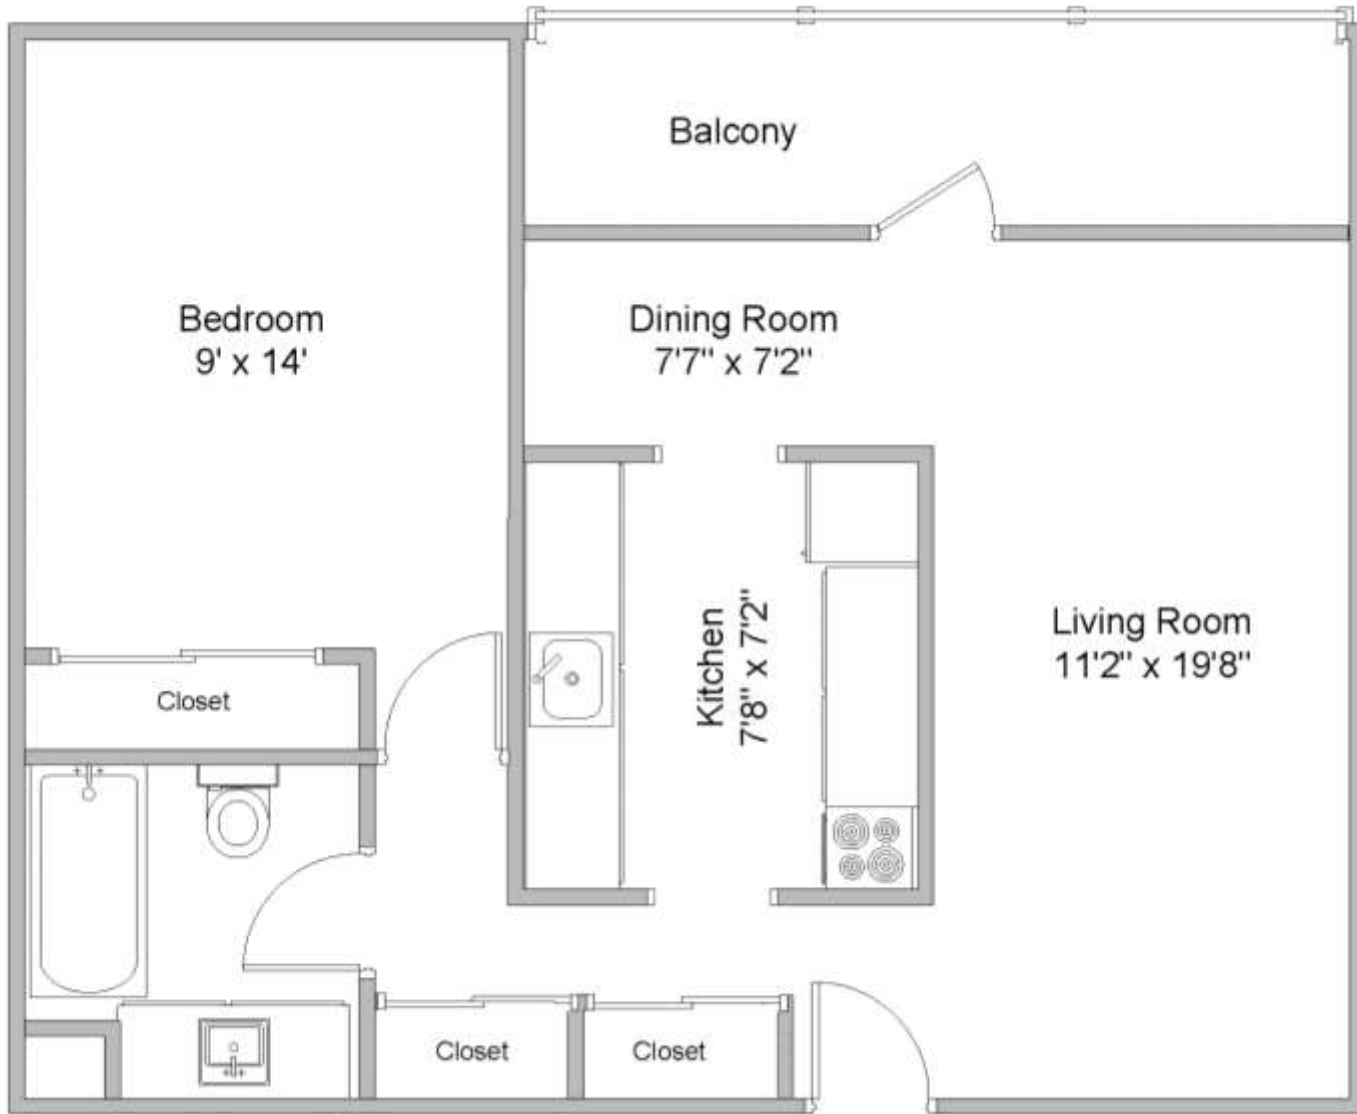 Balcony
Bedroom
9' x 14'
Dining Room
7'7" x 7'2"
Kitchen
7'8" x 7'2"
Living Room
11'2" x 19'8"
Closet
Closet
Closet